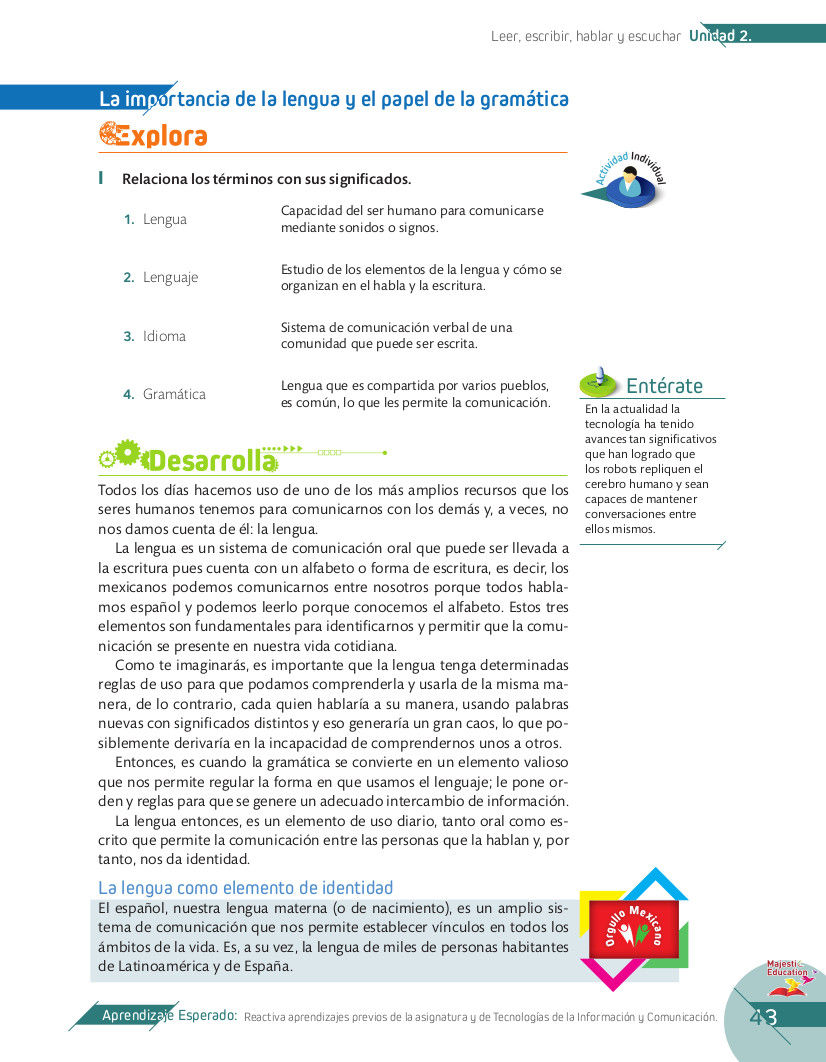 Leer, escribir, hablar y escuchar Unidad 2.
La importancia de la lengua y el papel de la gramática
Explora
I Relaciona los términos con sus significados.
Actividad Individual
1. Lengua
Capacidad del ser humano para comunicarse
mediante sonidos o signos.
2. Lenguaje
Estudio de los elementos de la lengua y cómo se
organizan en el habla y la escritura.
3. Idioma
Sistema de comunicación verbal de una
comunidad que puede ser escrita.
4. Gramática
Lengua que es compartida por varios pueblos,
es común, lo que les permite la comunicación.
Entérate
En la actualidad la
tecnología ha tenido
avances tan significativos
que han logrado que
los robots repliquen el
cerebro humano y sean
capaces de mantener
conversaciones entre
ellos mismos.
Desarrolla
Todos los días hacemos uso de uno de los más amplios recursos que los
seres humanos tenemos para comunicarnos con los demás y, a veces, no
nos damos cuenta de él: la lengua.
La lengua es un sistema de comunicación oral que puede ser llevada a
la escritura pues cuenta con un alfabeto o forma de escritura, es decir, los
mexicanos podemos comunicarnos entre nosotros porque todos habla-
mos español y podemos leerlo porque conocemos el alfabeto. Estos tres
elementos son fundamentales para identificarnos y permitir que la comu-
nicación se presente en nuestra vida cotidiana.
Como te imaginarás, es importante que la lengua tenga determinadas
reglas de uso para que podamos comprenderla y usarla de la misma ma-
nera, de lo contrario, cada quien hablaría a su manera, usando palabras
nuevas con significados distintos y eso generaría un gran caos, lo que po-
siblemente derivaría en la incapacidad de comprendernos unos a otros.
Entonces, es cuando la gramática se convierte en un elemento valioso
que nos permite regular la forma en que usamos el lenguaje; le pone or-
den y reglas para que se genere un adecuado intercambio de información.
La lengua entonces, es un elemento de uso diario, tanto oral como es-
crito que permite la comunicación entre las personas que la hablan y, por
tanto, nos da identidad.
La lengua como elemento de identidad
El español, nuestra lengua materna (o de nacimiento), es un amplio sis-
tema de comunicación que nos permite establecer vínculos en todos los
ámbitos de la vida. Es, a su vez, la lengua de miles de personas habitantes
de Latinoamérica y de España.
Orgullo Mexicano
Majestic
Education
Aprendizaje Esperado: Reactiva aprendizajes previos de la asignatura y de Tecnologías de la Información y Comunicación.
43